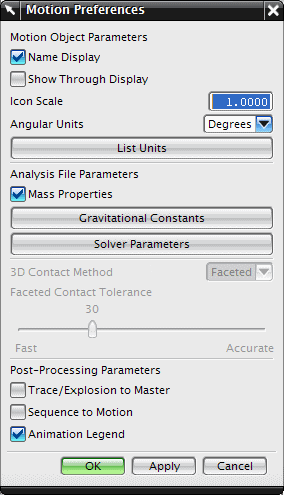 Motion Preferences
Motion Object Parameters
Name Display
Show Through Display
Icon Scale 1.0000
Angular Units Degrees
List Units
Analysis File Parameters
Mass Properties
Gravitational Constants
Solver Parameters
3D Contact Method Faceted
Faceted Contact Tolerance
30
Fast Accurate
Post-Processing Parameters
Trace/Explosion to Master
Sequence to Motion
Animation Legend
OK Apply Cancel